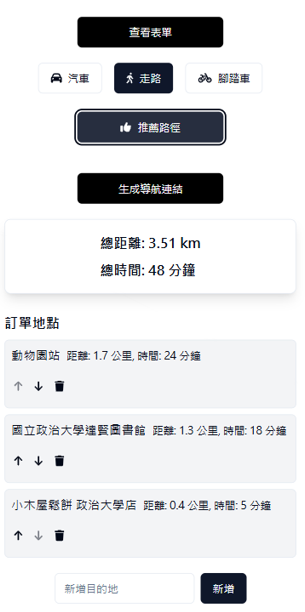 查看表單
汽車 走路 腳踏車
推薦路徑
生成導航連結
總距離: 3.51 km
總時間: 48 分鐘
訂單地點
動物園站 距離: 1.7 公里, 時間: 24 分鐘
國立政治大學達賢圖書館 距離: 1.3 公里, 時間: 18 分鐘
小木屋鬆餅 政治大學店 距離: 0.4 公里, 時間: 5 分鐘
新增目的地 新增